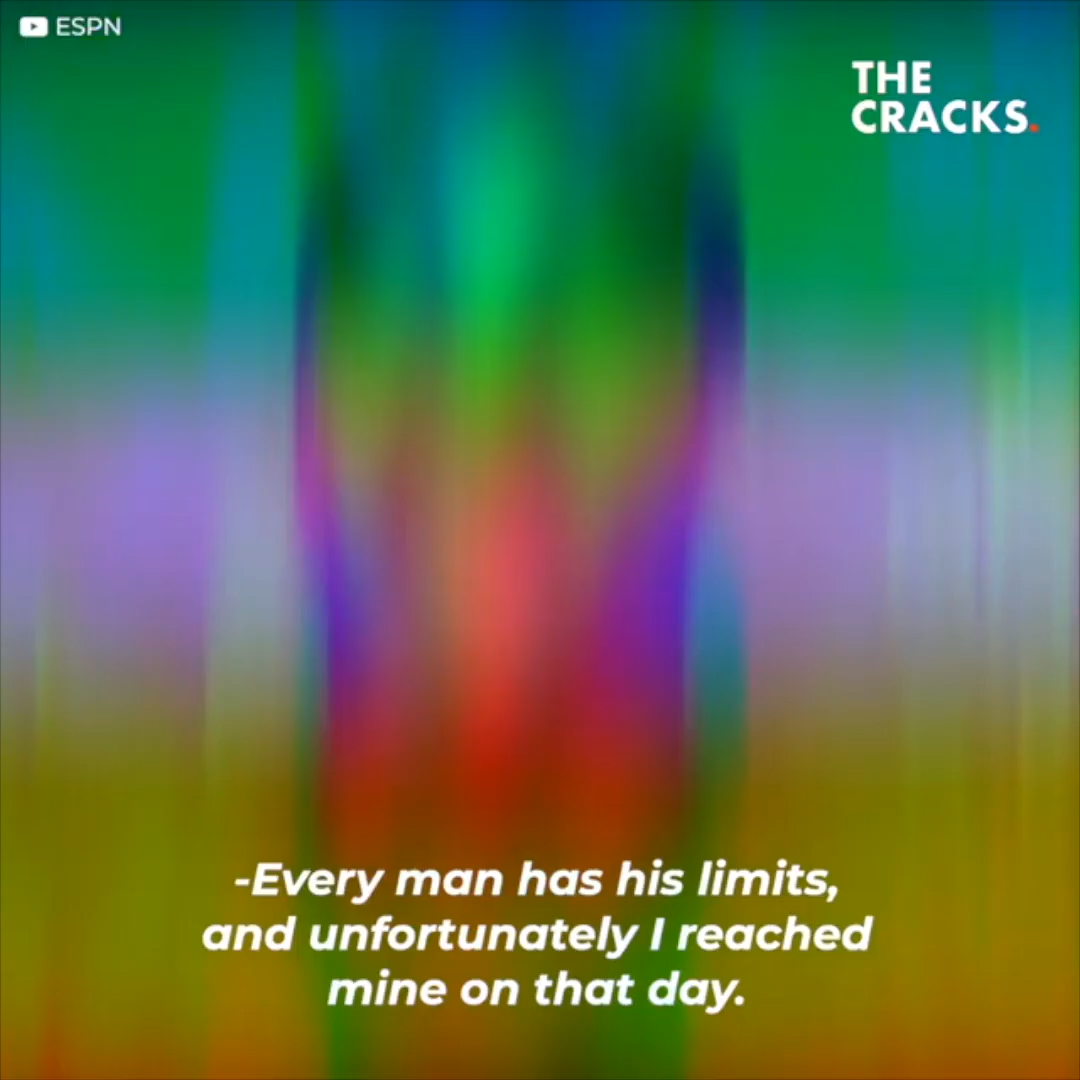 ESPN
THE
CRACKS.
-Every man has his limits,
and unfortunately I reached
mine on that day.